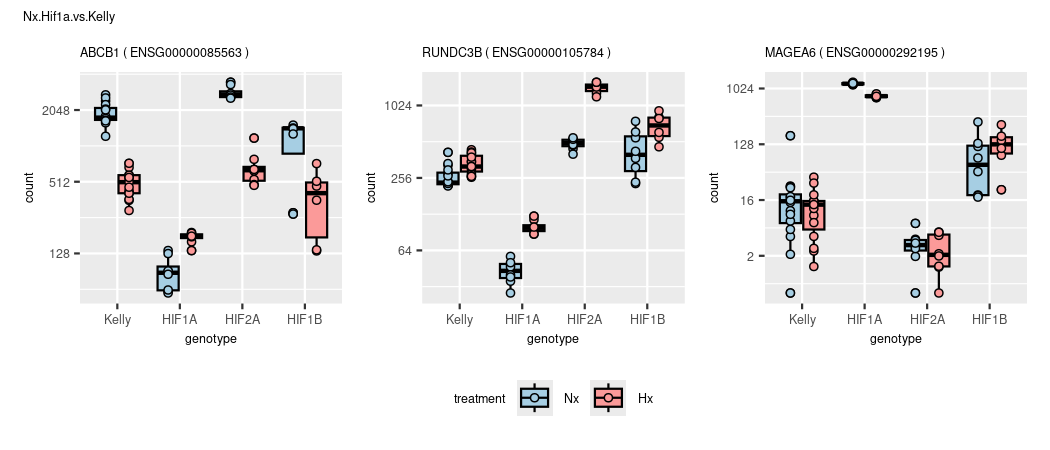 Nx.Hif1a.vs.Kelly
ABCB1 ( ENSG00000085563 )
RUNDC3B ( ENSG00000105784 )
MAGEA6 ( ENSG00000292195 )
count
2048
512
128
Kelly HIF1A HIF2A HIF1B
genotype
count
1024
256
64
Kelly HIF1A HIF2A HIF1B
genotype
count
1024
128
16
2
Kelly HIF1A HIF2A HIF1B
genotype
treatment Nx Hx